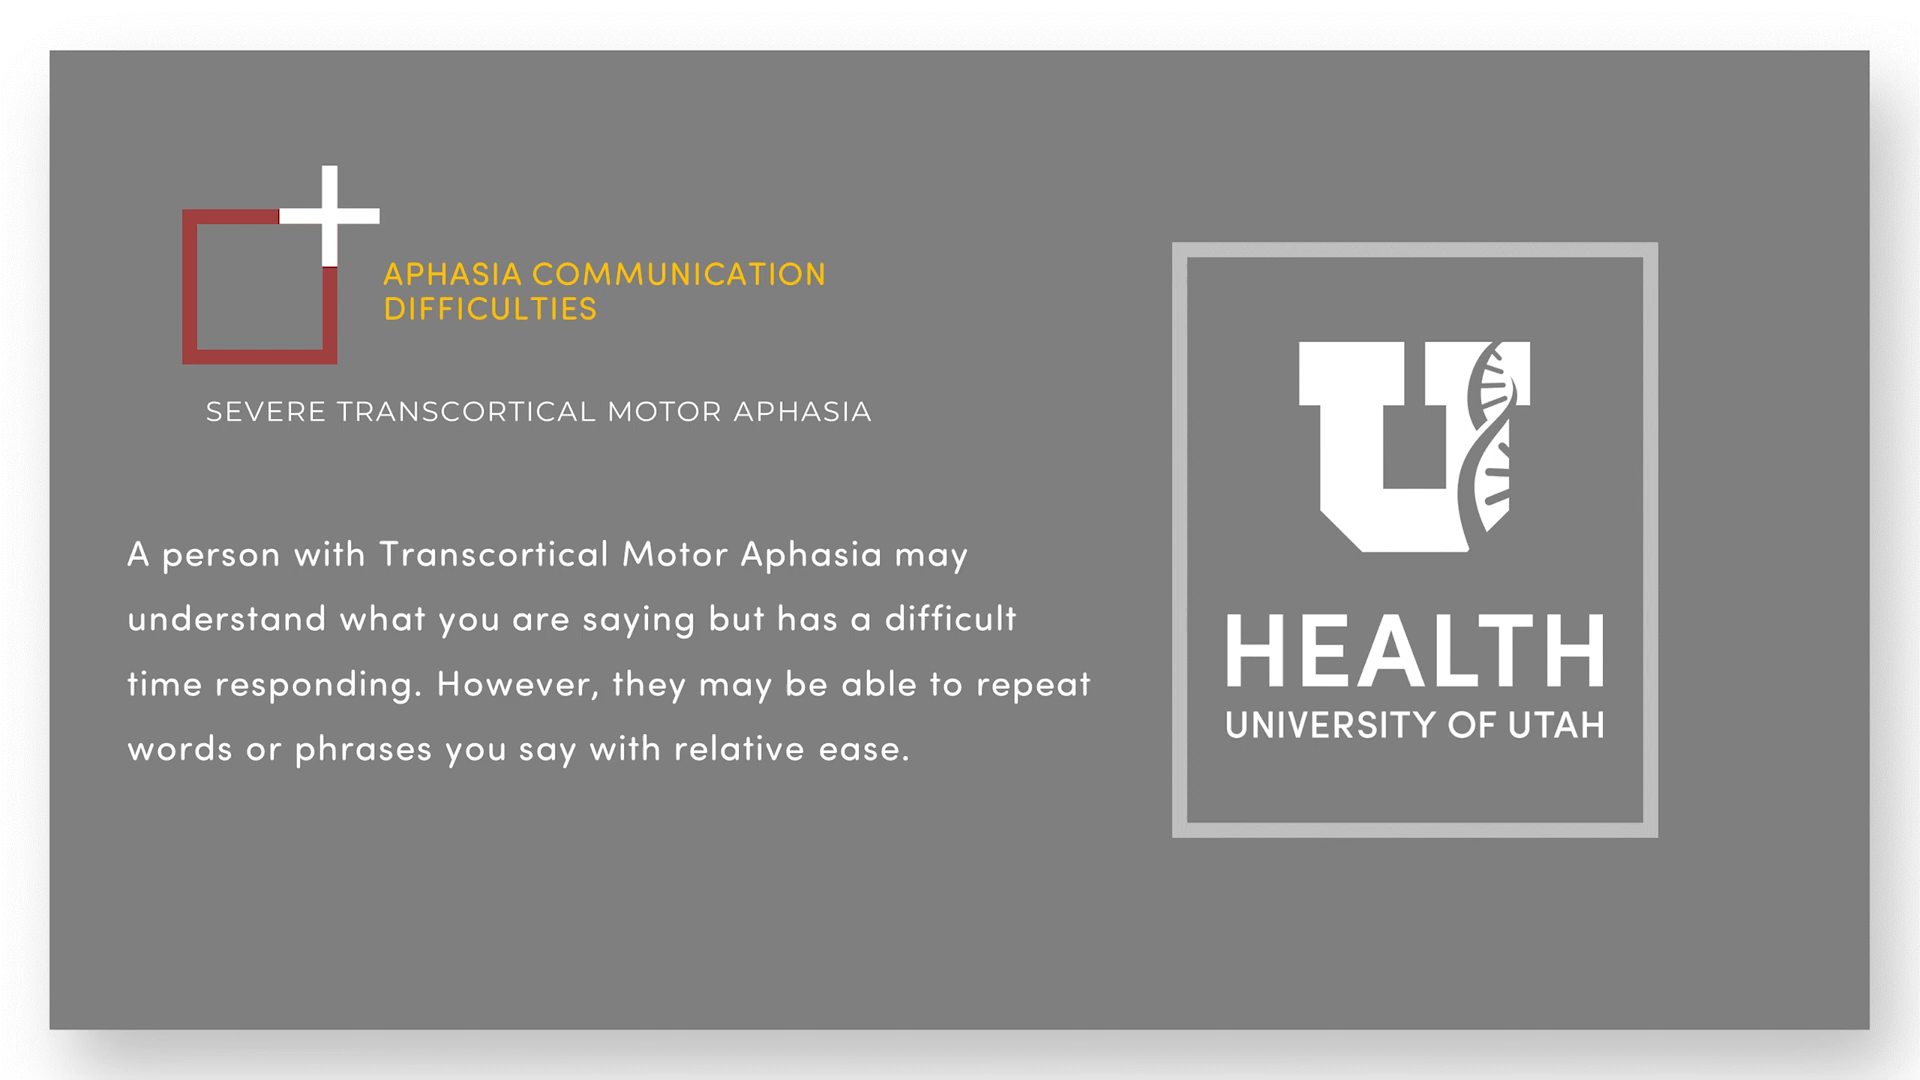 APHASIA COMMUNICATION
DIFFICULTIES
SEVERE TRANSCORTICAL MOTOR APHASIA
A person with Transcortical Motor Aphasia may
understand what you are saying but has a difficult
time responding. However, they may be able to repeat
words or phrases you say with relative ease.
U
HEALTH
UNIVERSITY OF UTAH